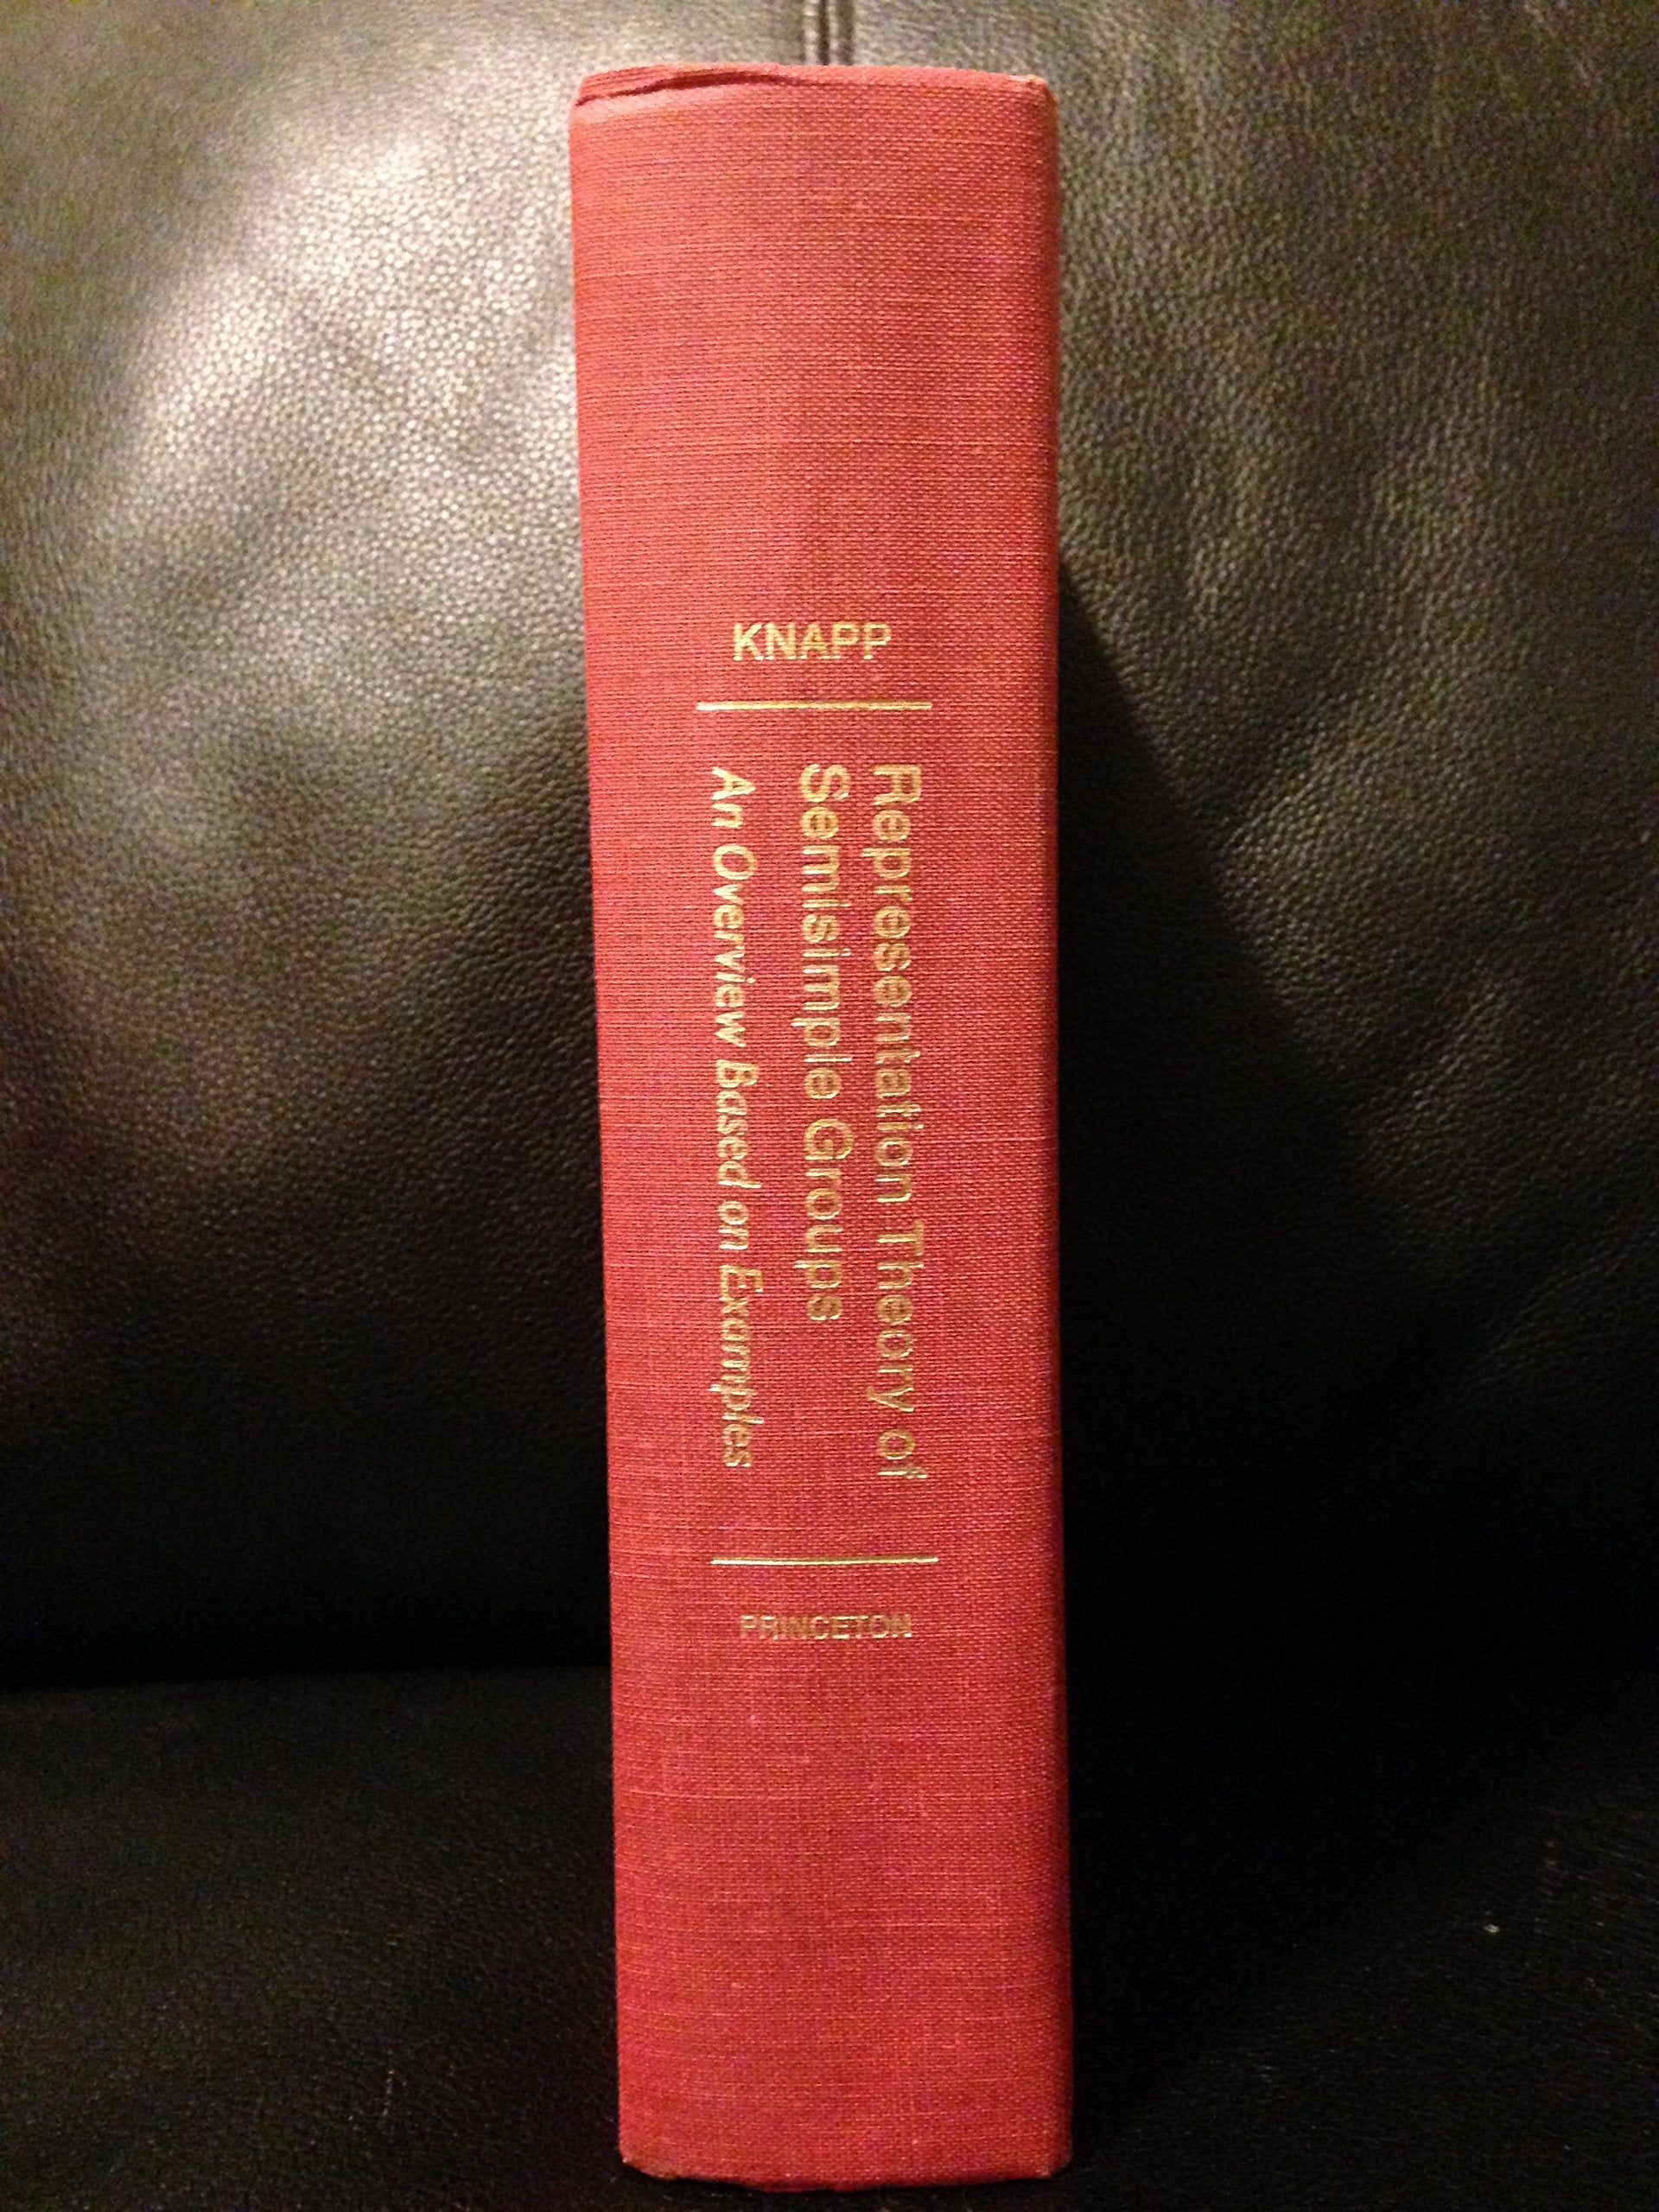 KNAPP
Representation Theory of
Semisimple Groups
An Overview Based on Examples
PRINCETON